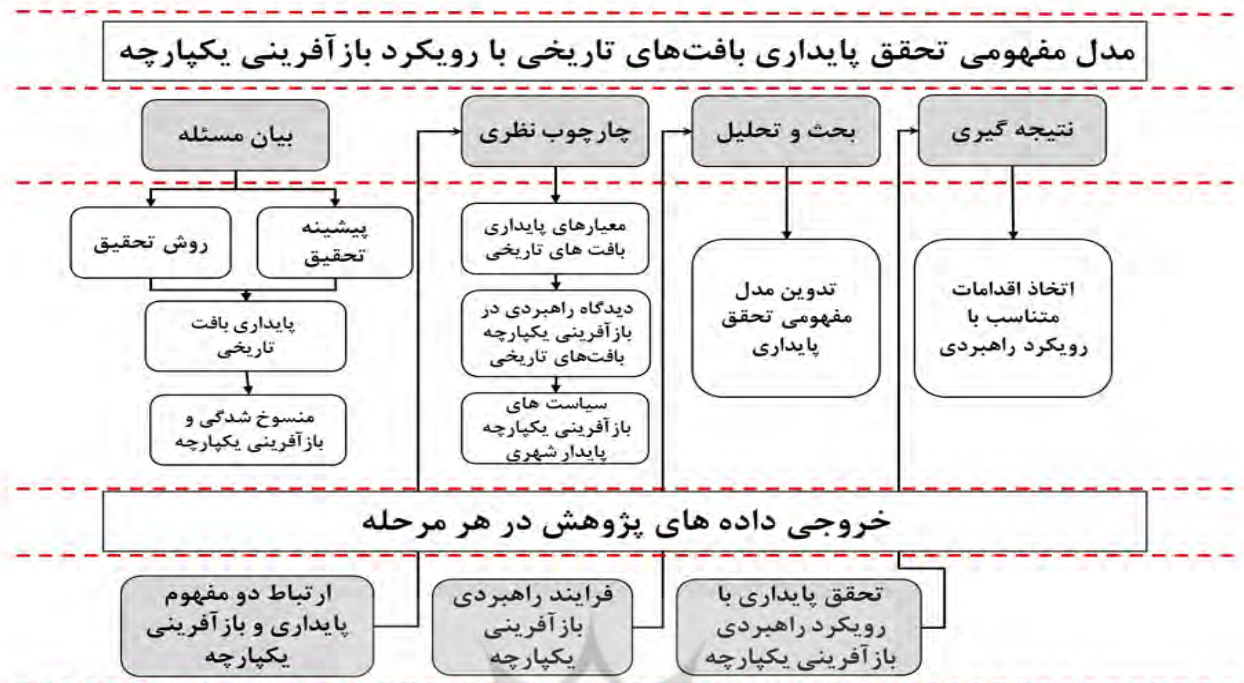 مدل مفهومی تحقق پایداری بافت‌های تاریخی با رویکرد بازآفرینی یکپارچه
بیان مسئله
چارچوب نظری
بحث و تحلیل
نتیجه گیری
روش تحقیق
پیشینه
تحقیق
پایداری بافت
تاریخی
منسوخ شدگی و
بازآفرینی یکپارچه
معیارهای پایداری
بافت های تاریخی
دیدگاه راهبردی در
بازآفرینی یکپارچه
بافت‌های تاریخی
سیاست های
بازآفرینی یکپارچه
پایدار شهری
تدوین مدل
مفهومی تحقق
پایداری
اتخاذ اقدامات
متناسب با
رویکرد راهبردی
خروجی داده های پژوهش در هر مرحله
ارتباط دو مفهوم
پایداری و بازآفرینی
یکپارچه
فرایند راهبردی
بازآفرینی
یکپارچه
تحقق پایداری با
رویکرد راهبردی
بازآفرینی یکپارچه